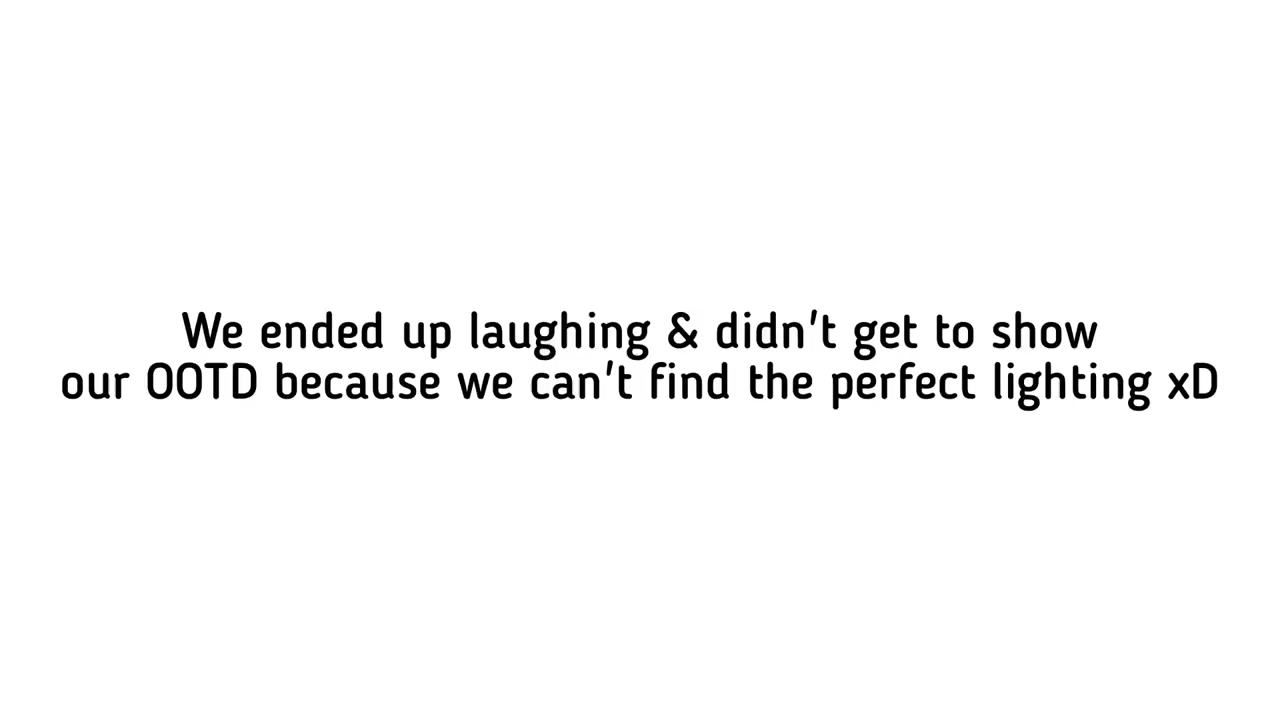 We ended up laughing & didn't get to show
our OOTD because we can't find the perfect lighting xD